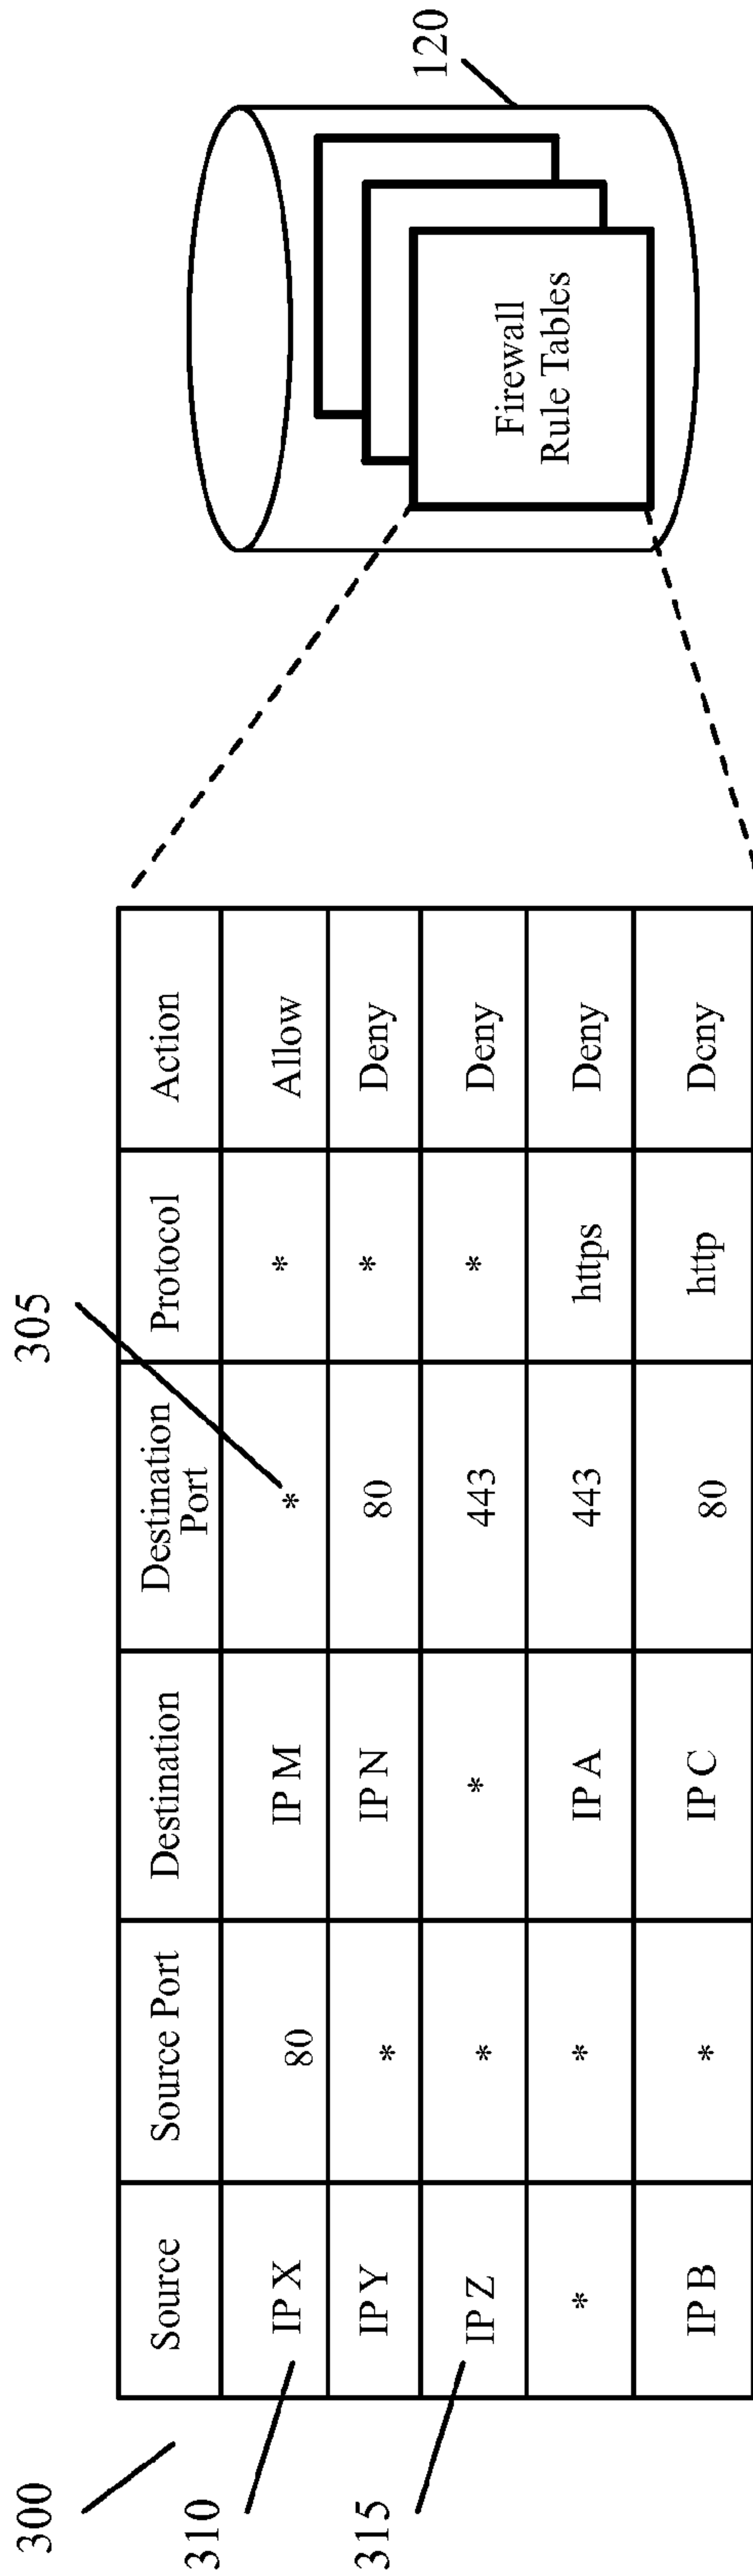 300
305
Source Source Port Destination Destination Port Protocol Action
310
IP X 80 IP M * * Allow
IP Y * IP N 80 * Deny
315
IP Z * * 443 * Deny
* * IP A 443 https Deny
IP B * IP C 80 http Dcny
Firewall
Rule Tables
120